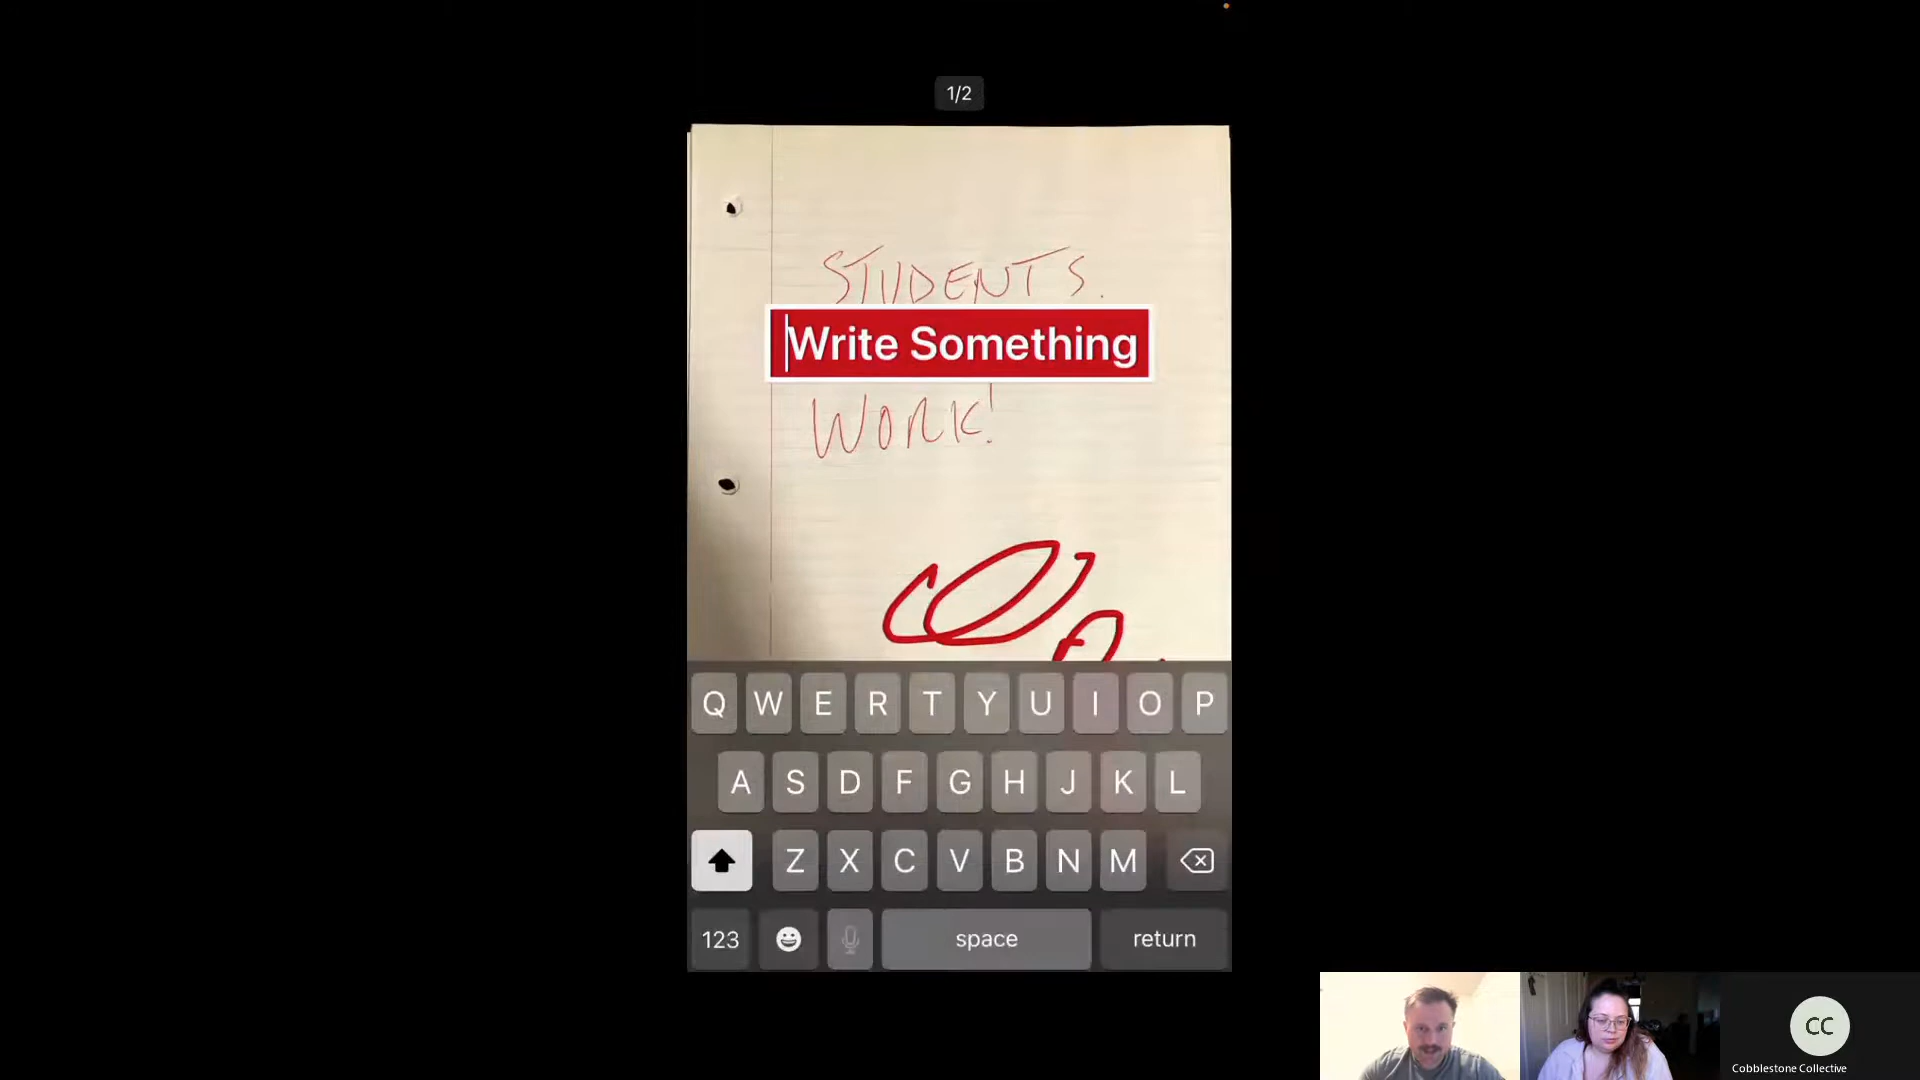 1/2
STUDENTS.
Write Something
WORK!
Q W E R T Y U I O P
A S D F G H J K L
Z X C V B N M
123 space return
CC
Cobblestone Collective